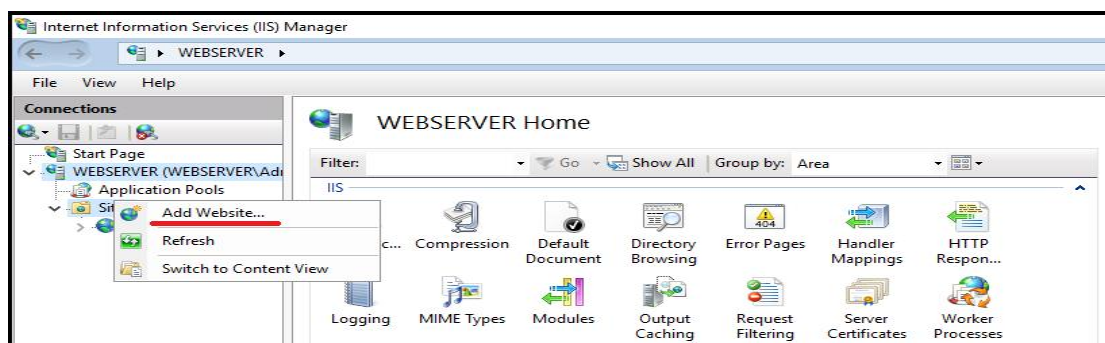 Internet Information Services (IIS) Manager
WEBSERVER
File View Help
Connections
Start Page
WEBSERVER (WEBSERVER\Adı
Application Pools
Sit
Add Website...
Refresh
Switch to Content View
WEBSERVER Home
Filter: Go Show All Group by: Area
IIS
c... Compression Default Document Directory Browsing Error Pages Handler Mappings HTTP Respon...
404
Logging MIME Types Modules Output Caching Request Filtering Server Certificates Worker Processes